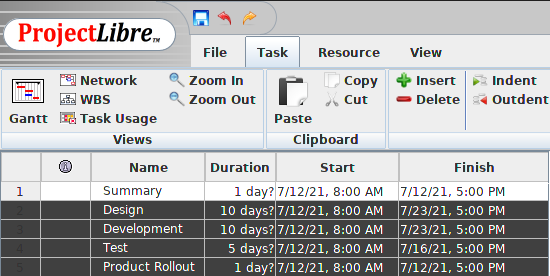 ProjectLibre™
File Task Resource View
Network Zoom In Copy Insert Indent
WBS Zoom Out Cut Delete Outdent
Gantt Task Usage Paste
Views Clipboard
Name Duration Start Finish
1 Summary 1 day? 7/12/21, 8:00 AM 7/12/21, 5:00 PM
2 Design 10 days? 7/12/21, 8:00 AM 7/23/21, 5:00 PM
3 Development 10 days? 7/12/21, 8:00 AM 7/23/21, 5:00 PM
4 Test 5 days? 7/12/21, 8:00 AM 7/16/21, 5:00 PM
5 Product Rollout 1 day? 7/12/21, 8:00 AM 7/12/21, 5:00 PM